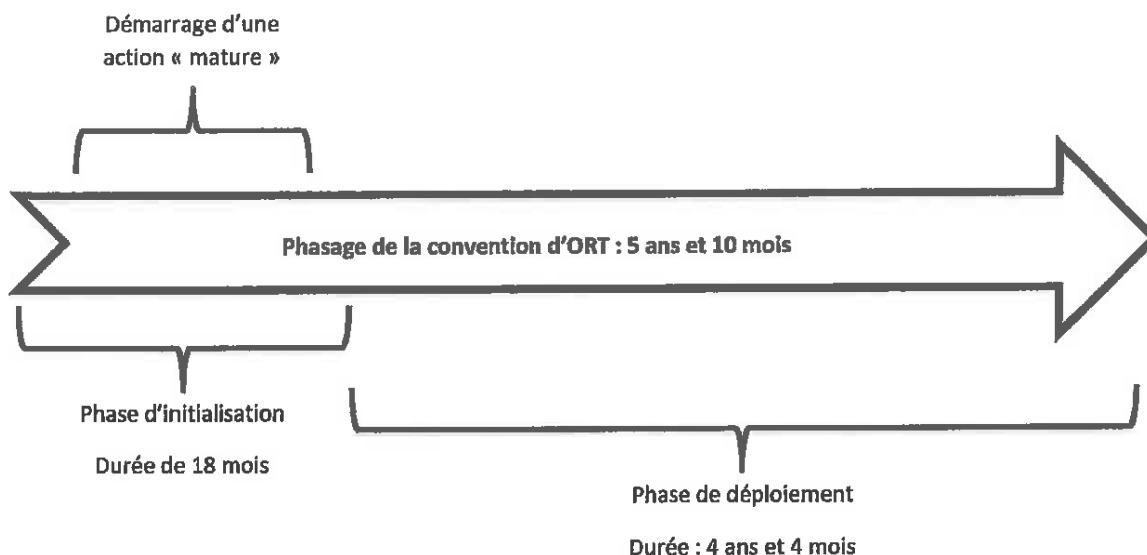 Démarrage d'une
action « mature »
Phasage de la convention d'ORT : 5 ans et 10 mois
Phase d'initialisation
Durée de 18 mois
Phase de déploiement
Durée : 4 ans et 4 mois